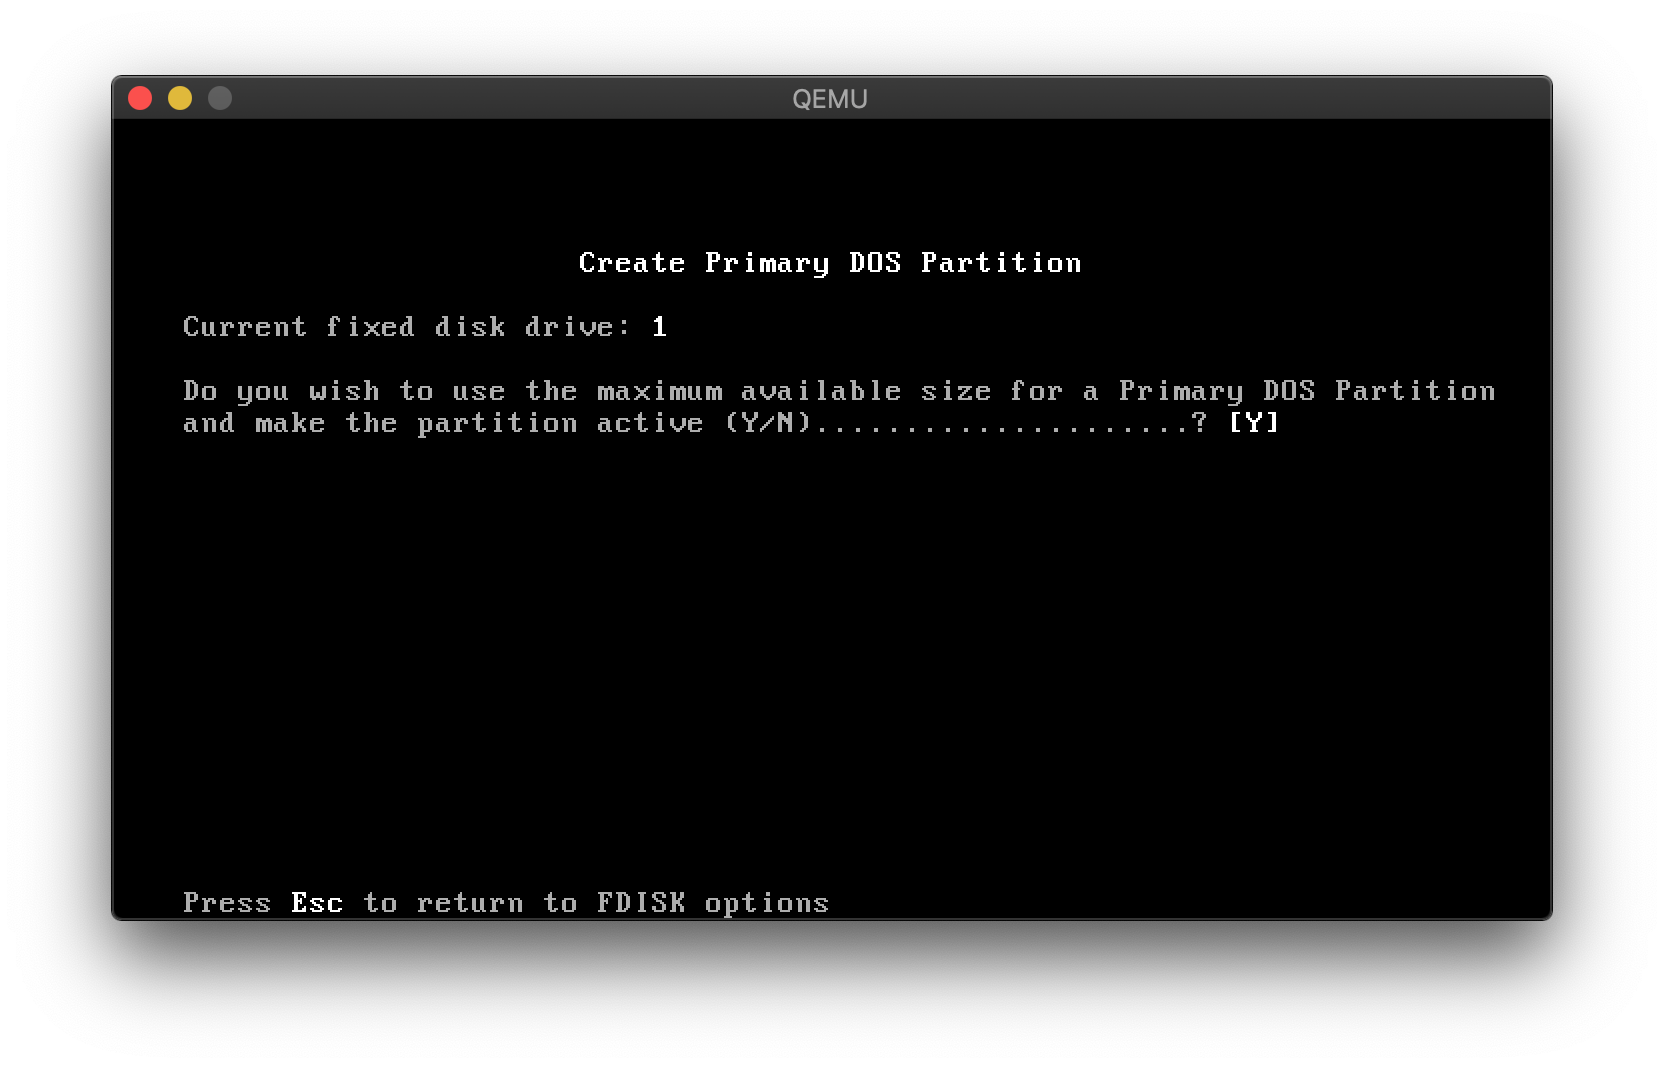 QEMU
Create Primary DOS Partition
Current fixed disk drive: 1
Do you wish to use the maximum available size for a Primary DOS Partition
and make the partition active (Y/N).....................? [Y]
Press Esc to return to FDISK options